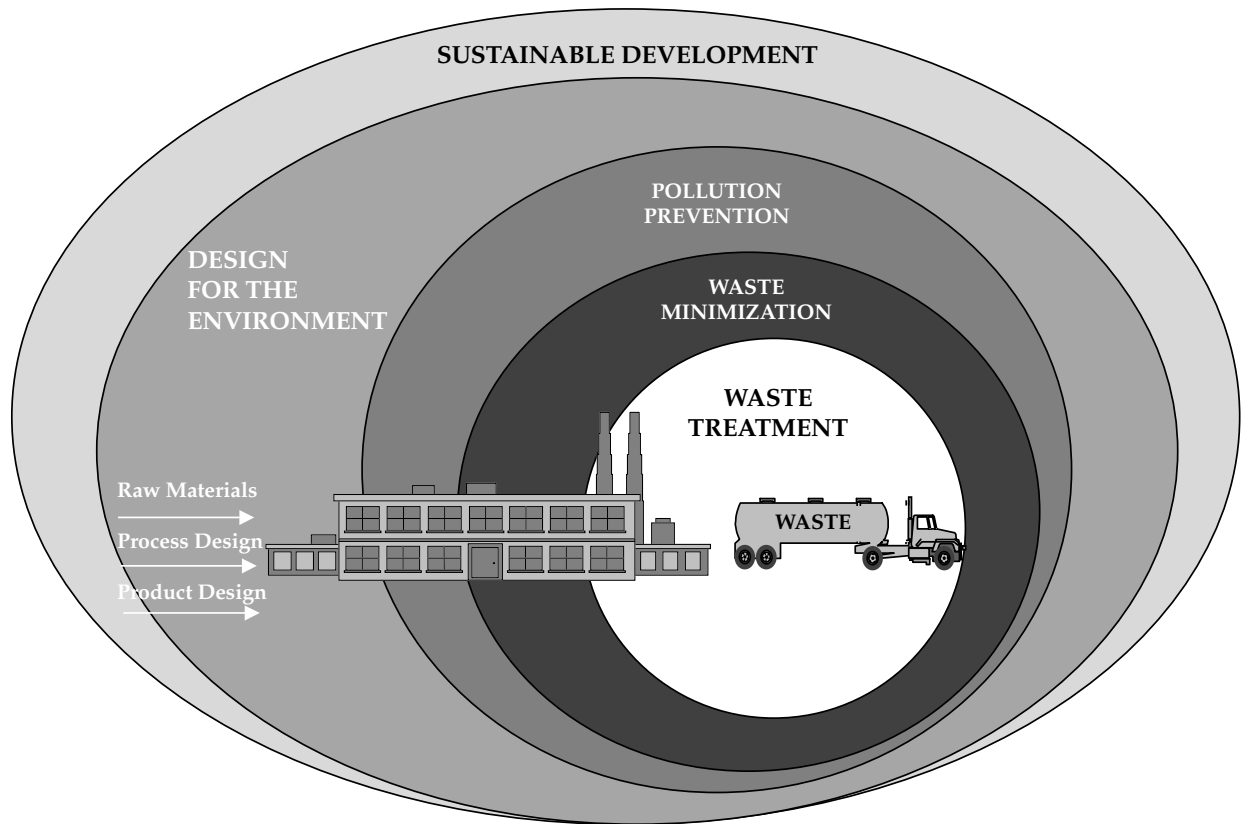 SUSTAINABLE DEVELOPMENT
POLLUTION
PREVENTION
DESIGN
FOR THE
ENVIRONMENT
WASTE
MINIMIZATION
WASTE
TREATMENT
Raw Materials
Process Design
Product Design
WASTE